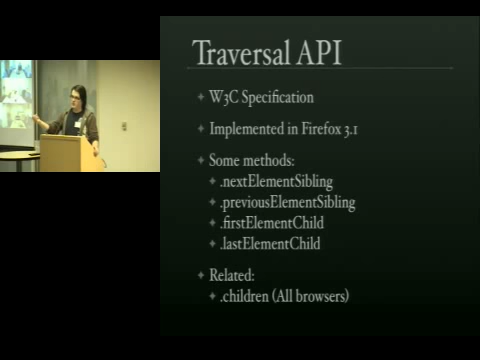 Traversal API
W3C Specification
Implemented in Firefox 3.1
Some methods:
.nextElementSibling
.previousElementSibling
.firstElementChild
.lastElementChild
Related:
.children (All browsers)